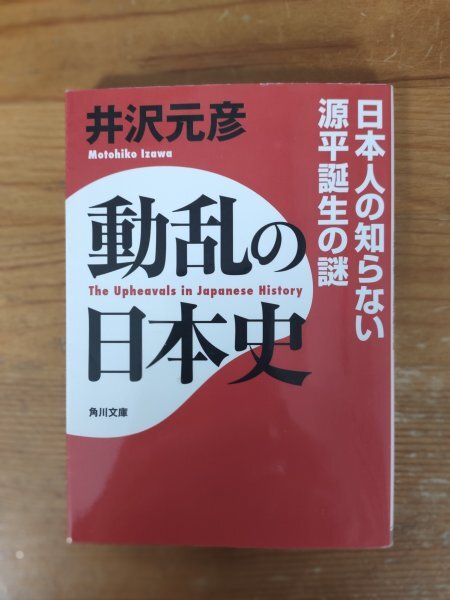 井沢元彦
Motohiko Izawa
動乱の
The Upheavals in Japanese History
日本史
日本人の知らない
源平誕生の謎
角川文庫